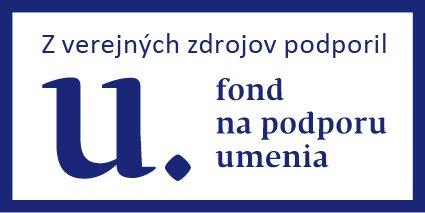 Z verejných zdrojov podporil
u.
fond
na podporu
umenia